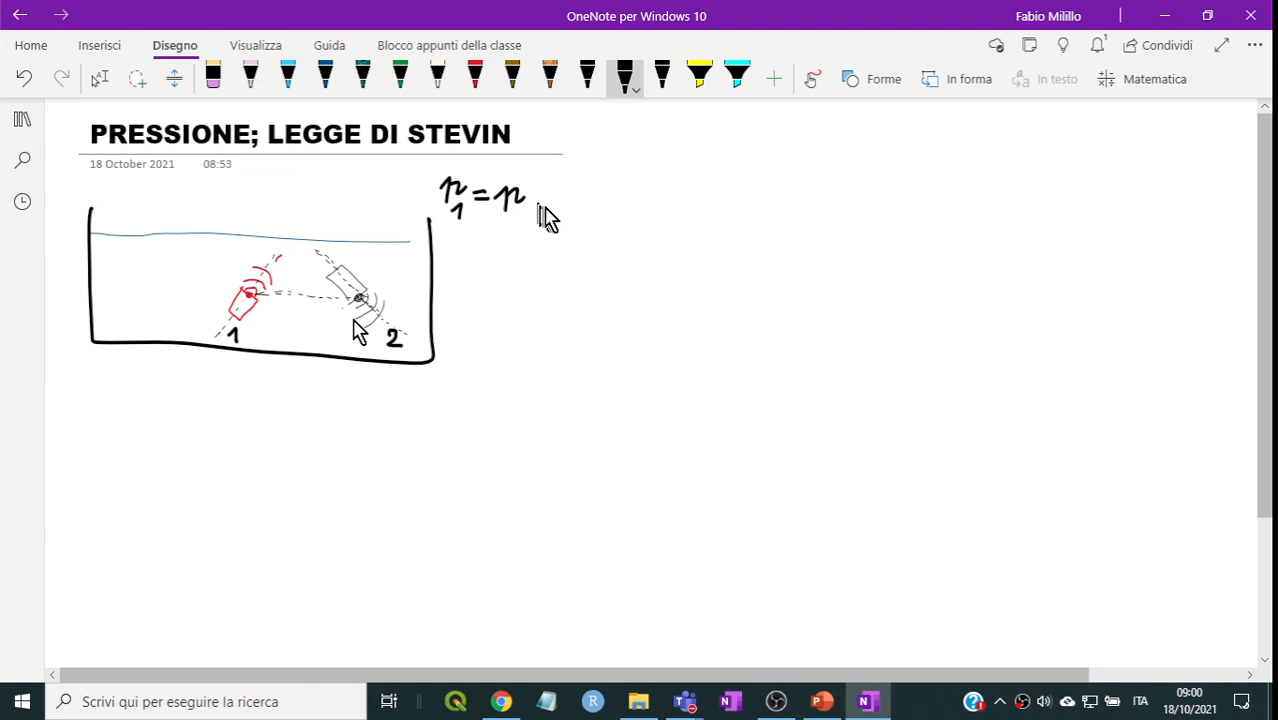 OneNote per Windows 10
Fabio Milillo
Home Inserisci Disegno Visualizza Guida Blocco appunti della classe
Condividi
Forme In forma In testo Matematica
PRESSIONE; LEGGE DI STEVIN
18 October 2021 08:53
p1 = p
1
2
Scrivi qui per eseguire la ricerca
R
ITA
09:00
18/10/2021